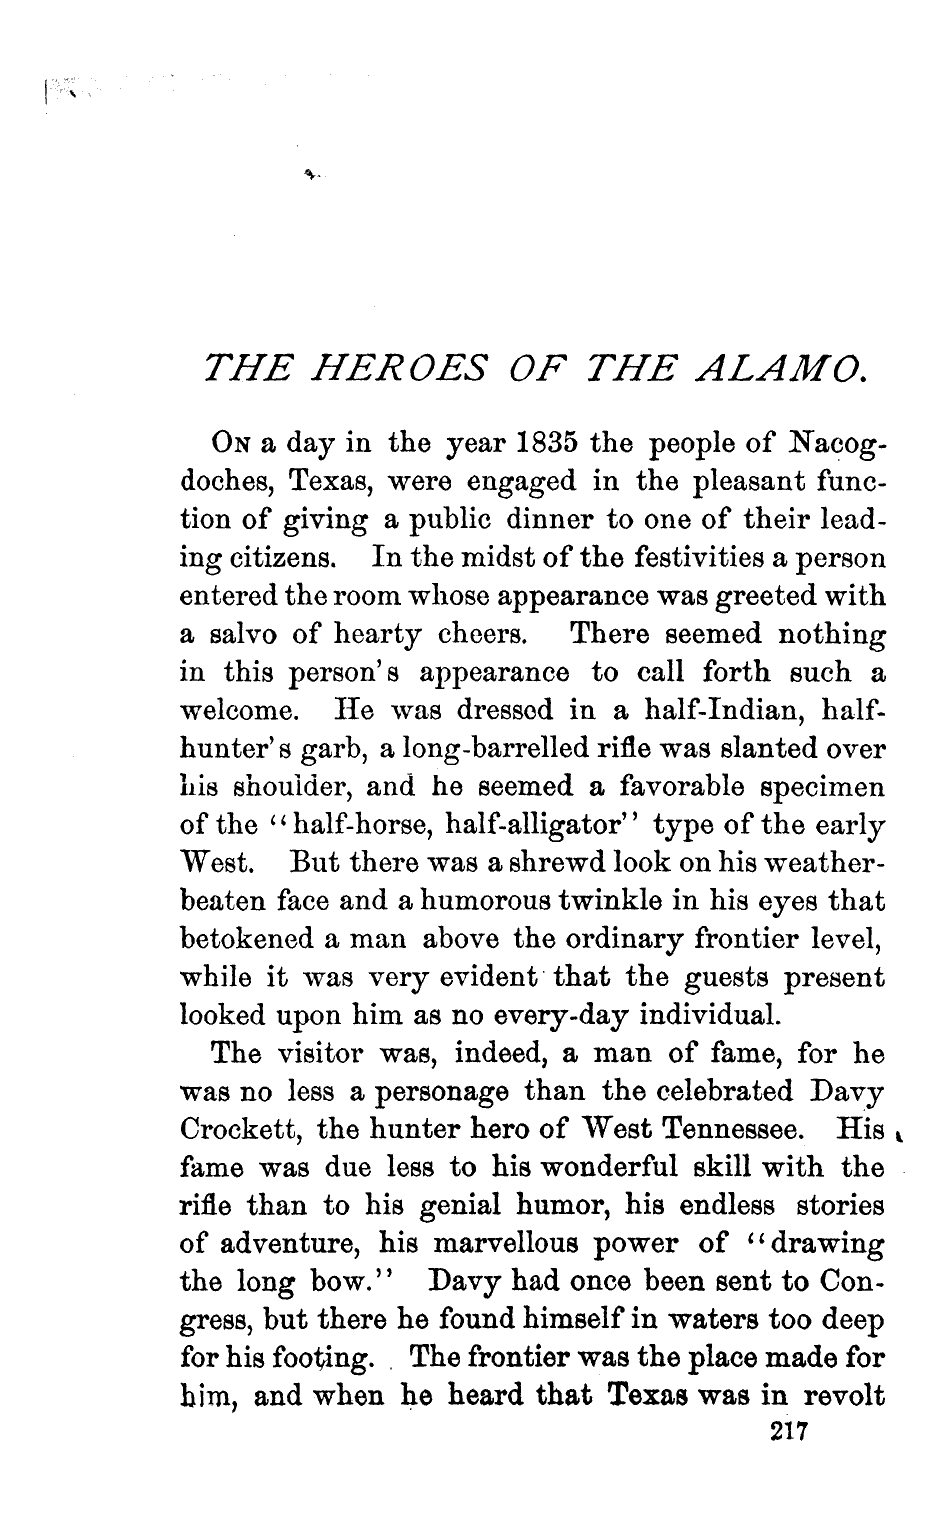 THE HEROES OF THE ALAMO.
ON a day in the year 1835 the people of Nacog-
doches, Texas, were engaged in the pleasant func-
tion of giving a public dinner to one of their lead-
ing citizens. In the midst of the festivities a person
entered the room whose appearance was greeted with
a salvo of hearty cheers. There seemed nothing
in this person's appearance to call forth such a
welcome. He was dressed in a half-Indian, half-
hunter's garb, a long-barrelled rifle was slanted over
his shoulder, and he seemed a favorable specimen
of the "half-horse, half-alligator" type of the early
West. But there was a shrewd look on his weather-
beaten face and a humorous twinkle in his eyes that
betokened a man above the ordinary frontier level,
while it was very evident that the guests present
looked upon him as no every-day individual.
The visitor was, indeed, a man of fame, for he
was no less a personage than the celebrated Davy
Crockett, the hunter hero of West Tennessee. His
fame was due less to his wonderful skill with the
rifle than to his genial humor, his endless stories
of adventure, his marvellous power of "drawing
the long bow." Davy had once been sent to Con-
gress, but there he found himself in waters too deep
for his footing. The frontier was the place made for
him, and when he heard that Texas was in revolt
217